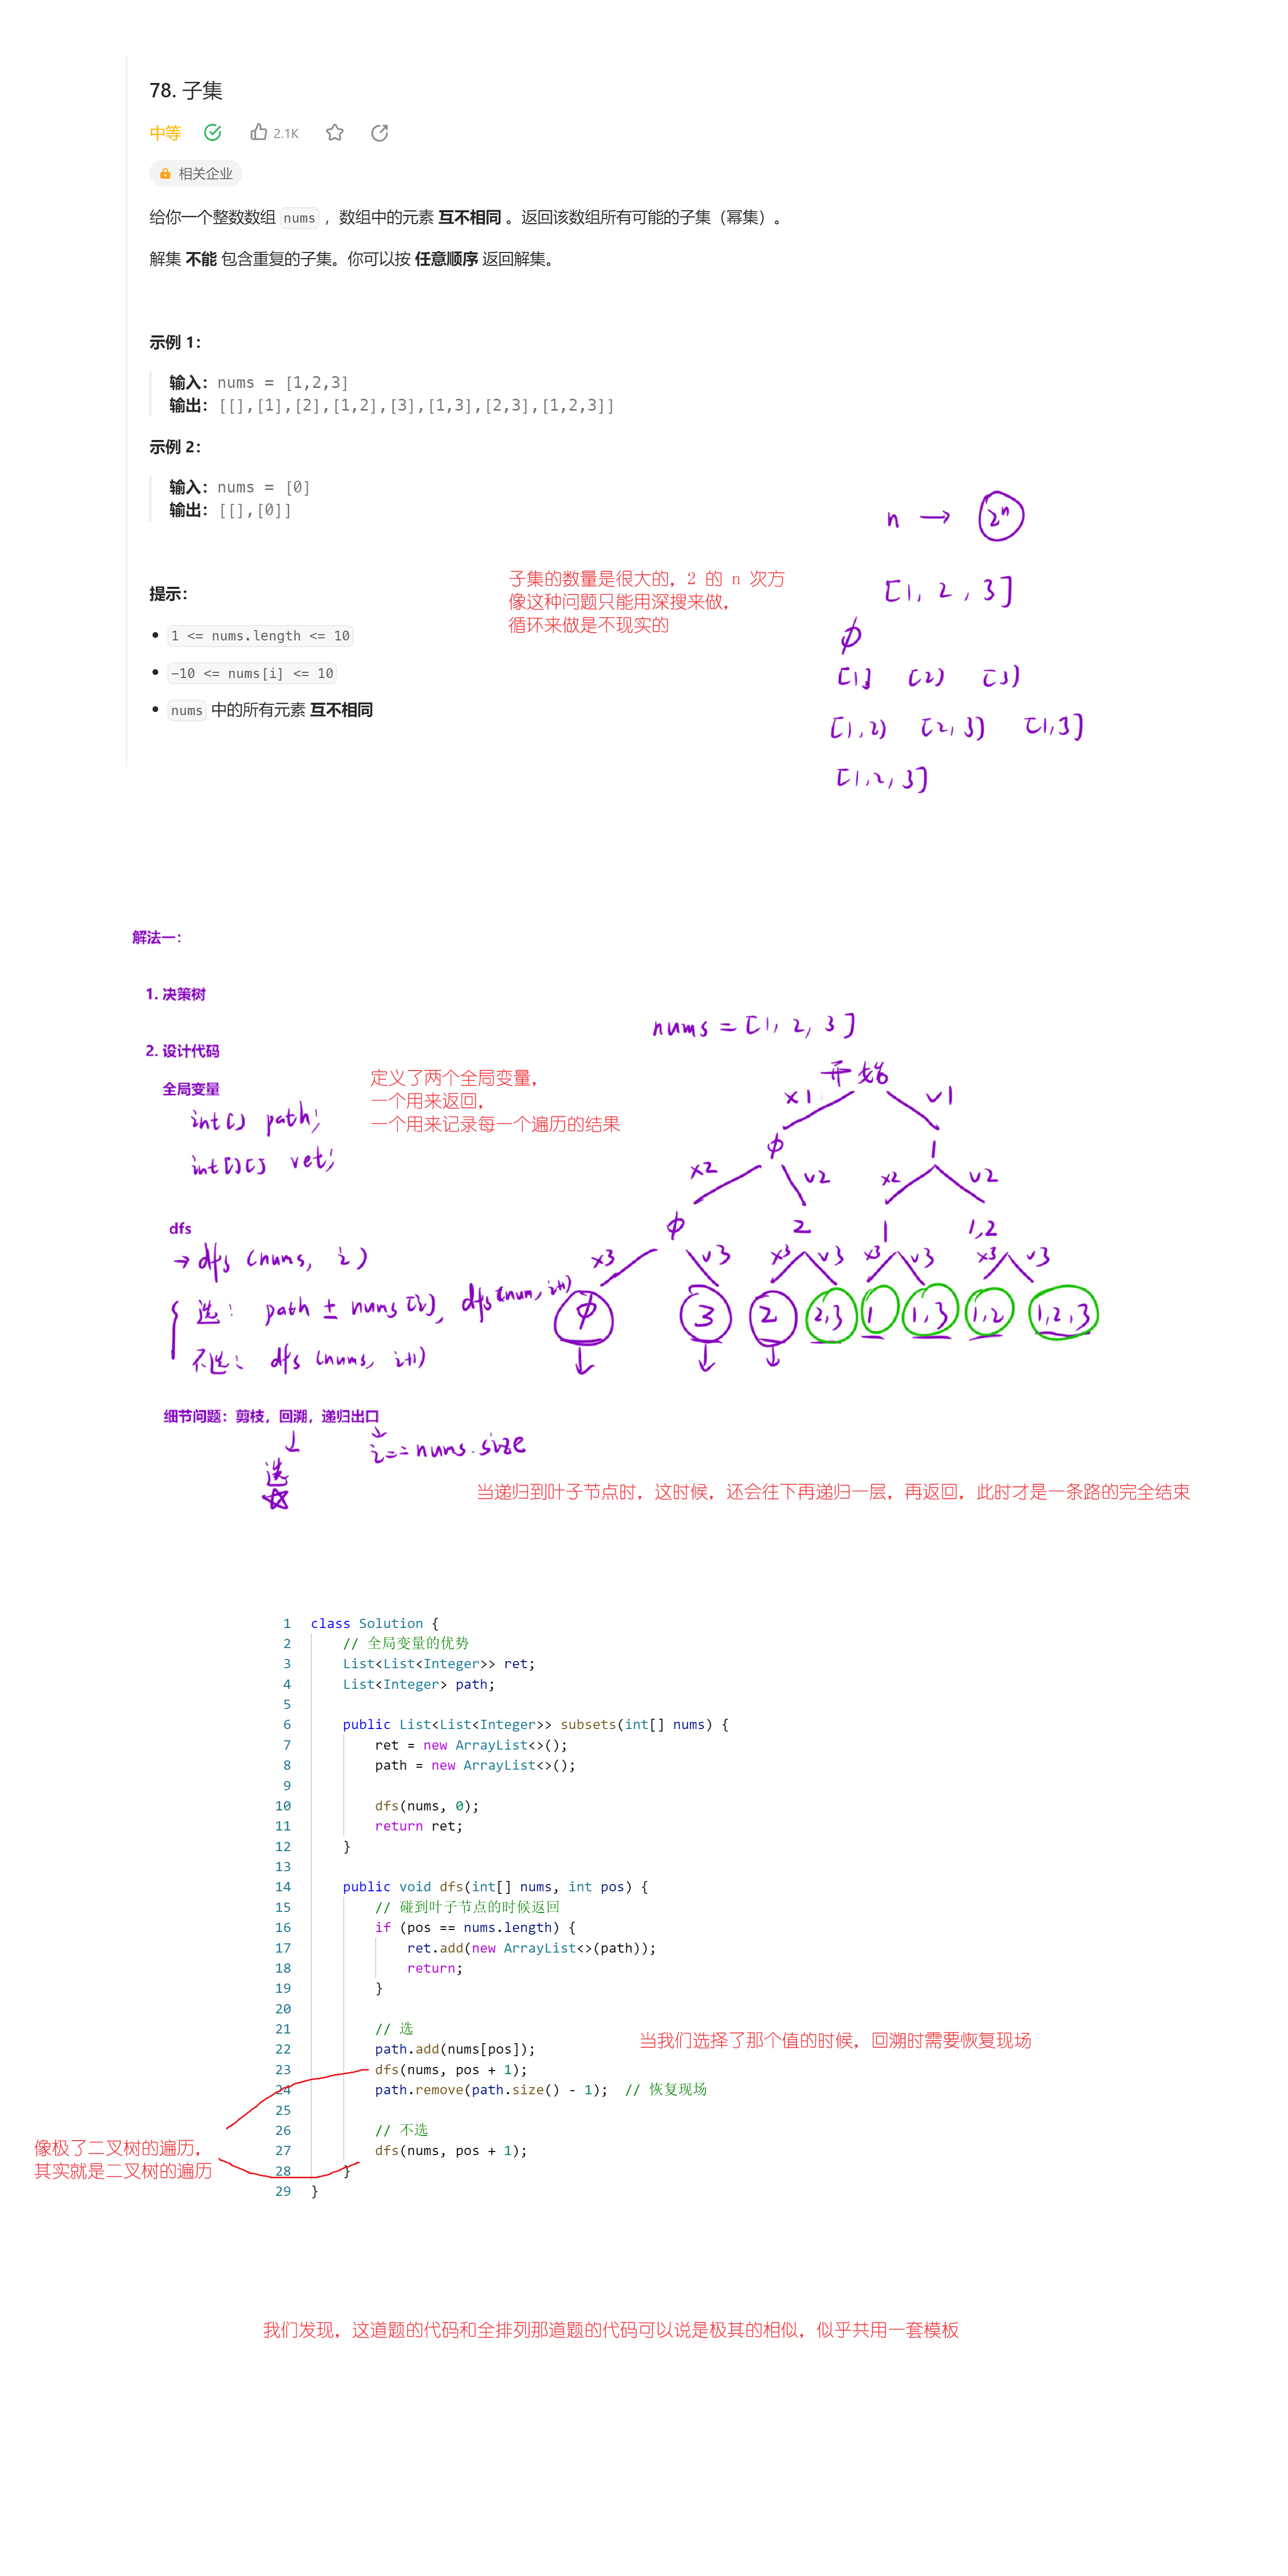 78. 子集
中等 2.1K
相关企业
给你一个整数数组 nums ，数组中的元素 互不相同 。返回该数组所有可能的子集（幂集）。
解集 不能 包含重复的子集。你可以按 任意顺序 返回解集。
示例 1：
输入：nums = [1,2,3]
输出：[[],[1],[2],[1,2],[3],[1,3],[2,3],[1,2,3]]
示例 2：
输入：nums = [0]
输出：[[],[0]]
提示：
1 <= nums.length <= 10
-10 <= nums[i] <= 10
nums 中的所有元素 互不相同
子集的数量是很大的，2 的 n 次方
像这种问题只能用深搜来做，
循环来做是不现实的
n → 2ⁿ
[1, 2, 3]
ϕ
[1] [2] [3]
[1,2] [2,3] [1,3]
[1,2,3]
解法一：
1. 决策树
2. 设计代码
全局变量
int[] path;
int[][] ret;
定义了两个全局变量，
一个用来返回，
一个用来记录每一个遍历的结果
dfs
→ dfs (nums, i)
选： path ± nums[i], dfs(num, i+1)
不选： dfs (nums, i+1)
细节问题：剪枝，回溯，递归出口
↓ ↓
选 i == nums.size
nums = [1, 2, 3]
开始
x1 √1
ϕ 1
x2 √2 x2 √2
ϕ 2 1 1,2
x3 √3 x3 √3 x3 √3 x3 √3
ϕ 3 2 2,3 1 1,3 1,2 1,2,3
当递归到叶子节点时，这时候，还会往下再递归一层，再返回，此时才是一条路的完全结束
1 class Solution {
2 // 全局变量的优势
3 List<List<Integer>> ret;
4 List<Integer> path;
5
6 public List<List<Integer>> subsets(int[] nums) {
7 ret = new ArrayList<>();
8 path = new ArrayList<>();
9
10 dfs(nums, 0);
11 return ret;
12 }
13
14 public void dfs(int[] nums, int pos) {
15 // 碰到叶子节点的时候返回
16 if (pos == nums.length) {
17 ret.add(new ArrayList<>(path));
18 return;
19 }
20
21 // 选
22 path.add(nums[pos]);
23 dfs(nums, pos + 1);
24 path.remove(path.size() - 1); // 恢复现场
25
26 // 不选
27 dfs(nums, pos + 1);
28 }
29 }
当我们选择了那个值的时候，回溯时需要恢复现场
像极了二叉树的遍历，
其实就是二叉树的遍历
我们发现，这道题的代码和全排列那道题的代码可以说是极其的相似，似乎共用一套模板